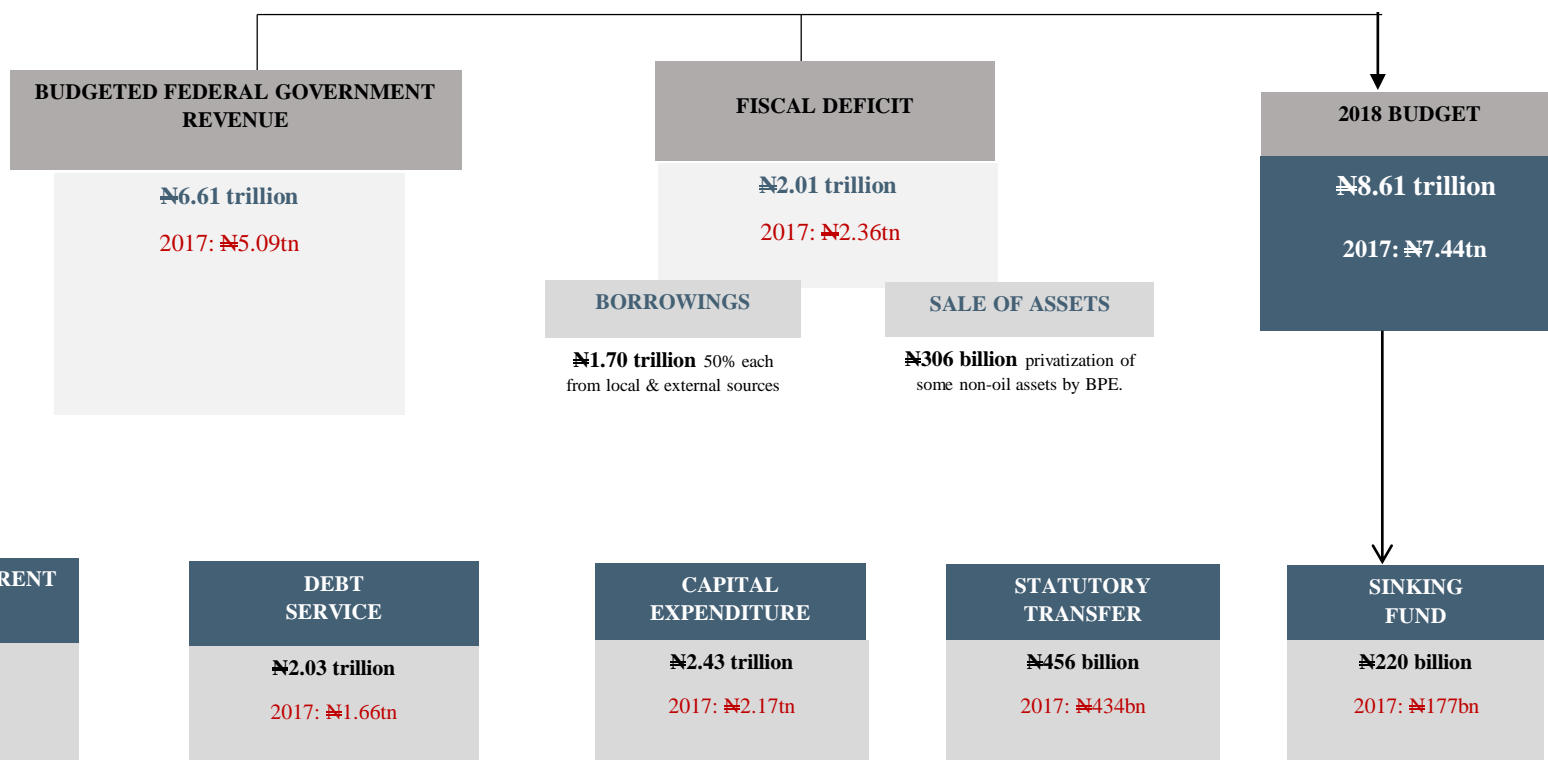 BUDGETED FEDERAL GOVERNMENT
REVENUE
₦6.61 trillion
2017: ₦5.09tn
FISCAL DEFICIT
₦2.01 trillion
2017: ₦2.36tn
BORROWINGS
₦1.70 trillion 50% each
from local & external sources
SALE OF ASSETS
₦306 billion privatization of
some non-oil assets by BPE.
2018 BUDGET
₦8.61 trillion
2017: ₦7.44tn
RENT
DEBT
SERVICE
₦2.03 trillion
2017: ₦1.66tn
CAPITAL
EXPENDITURE
₦2.43 trillion
2017: ₦2.17tn
STATUTORY
TRANSFER
₦456 billion
2017: ₦434bn
SINKING
FUND
₦220 billion
2017: ₦177bn